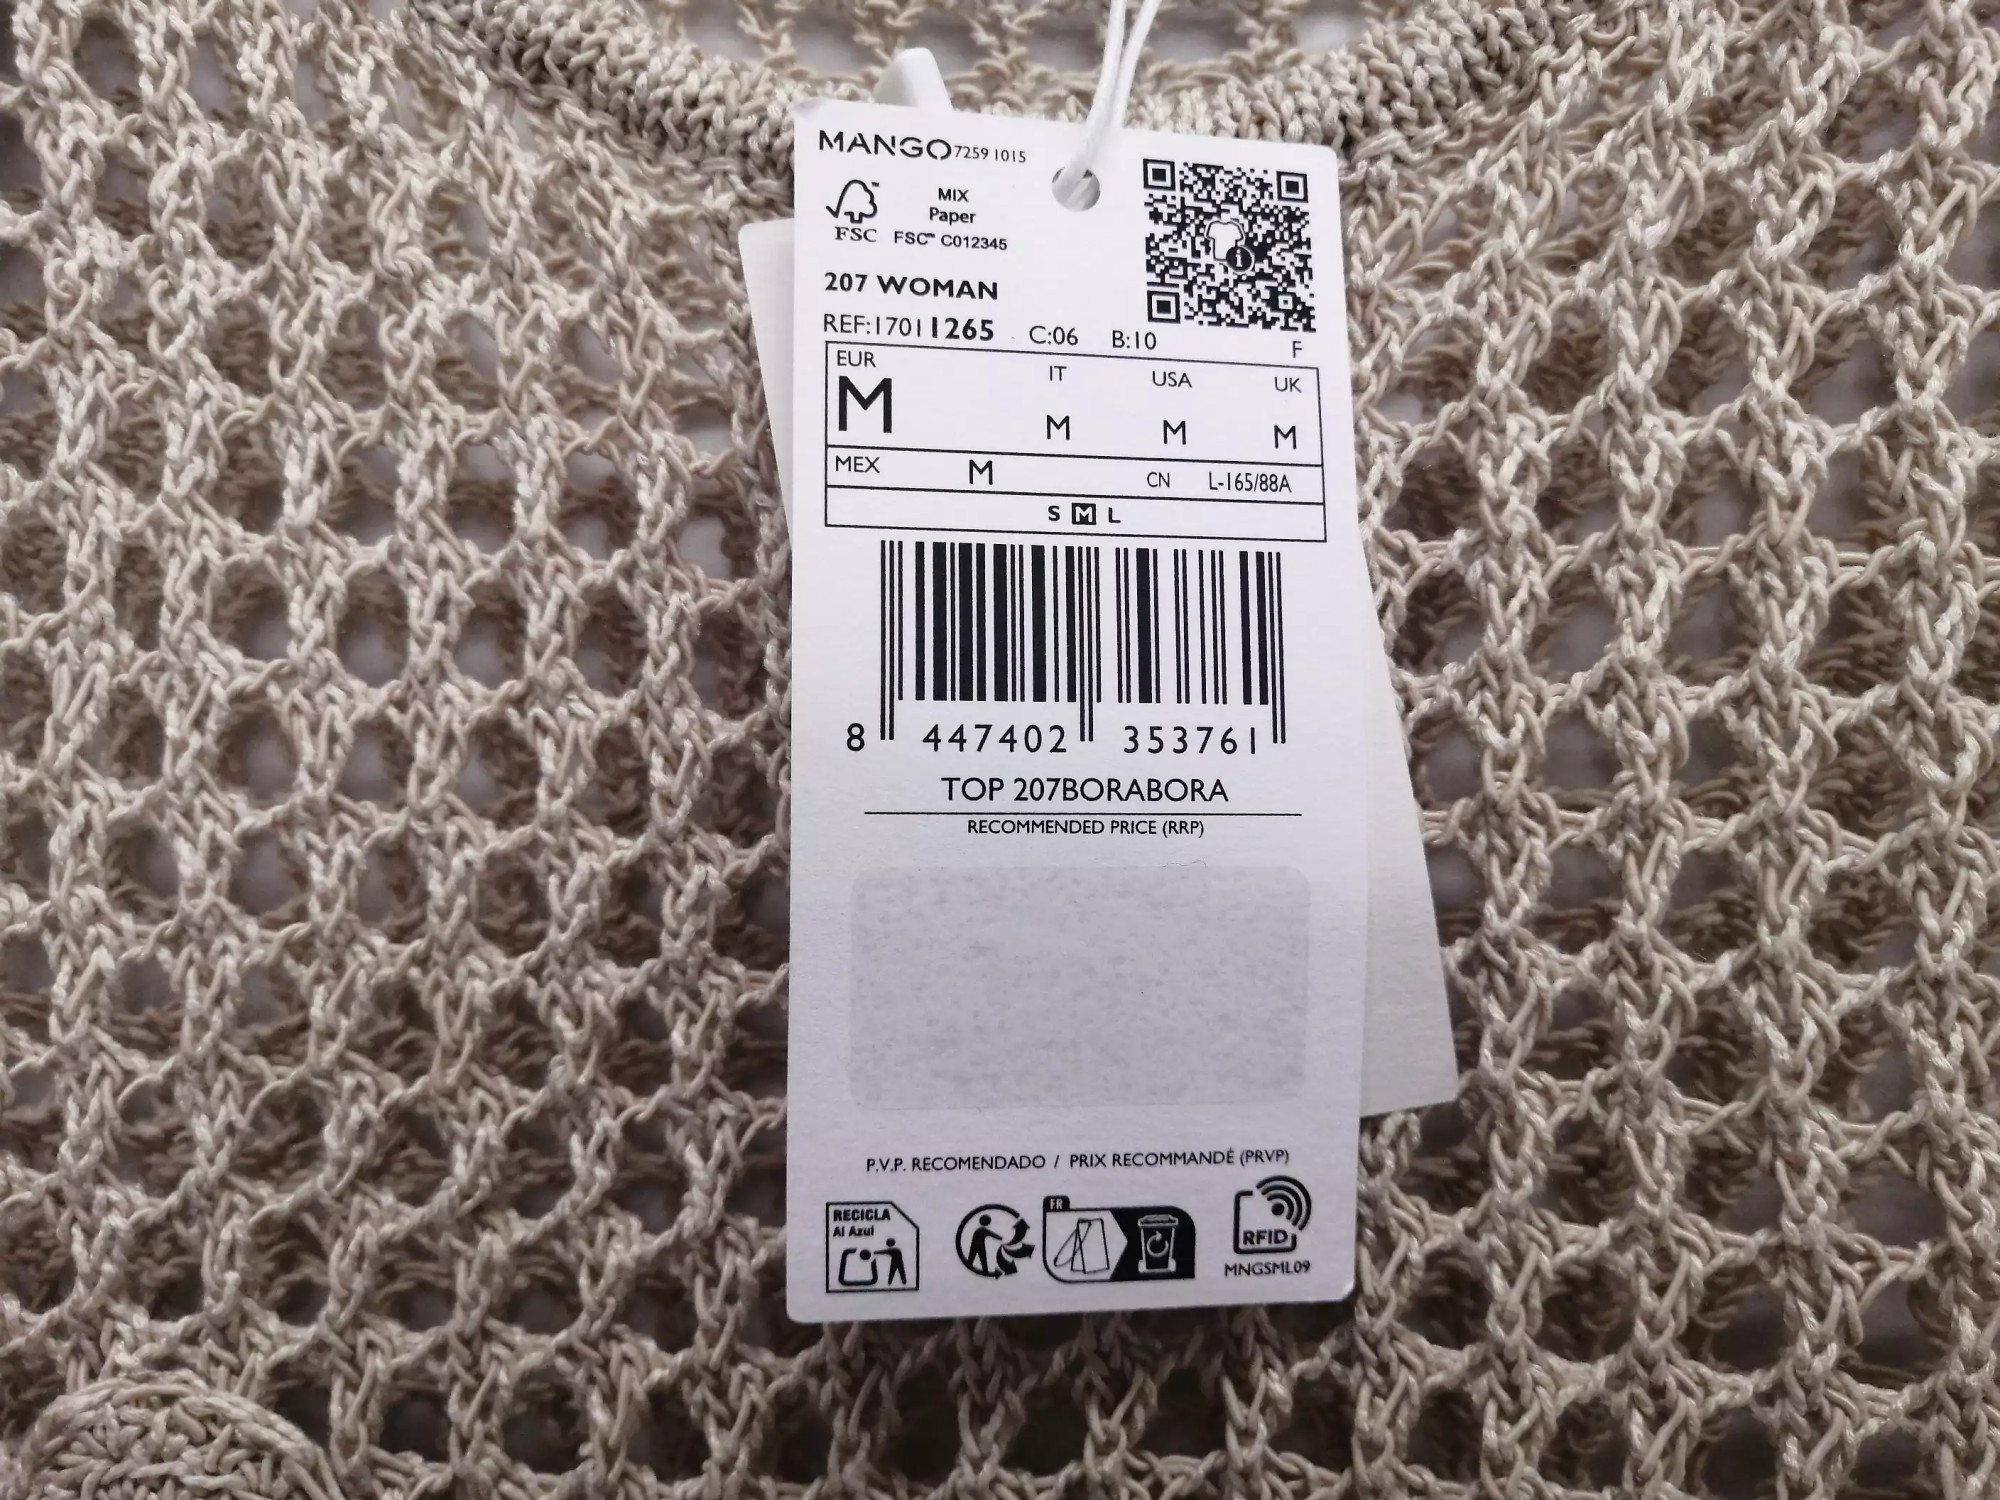 MANGO 7259 1015
MIX
Paper
FSC™ FSC™ C012345
207 WOMAN
REF:17011265 C:06 B:10 F
EUR IT USA UK
M M M M
MEX M CN L-165/88A
S M L
8 447402 353761
TOP 207BORABORA
RECOMMENDED PRICE (RRP)
P.V.P. RECOMENDADO / PRIX RECOMMANDÉ (PRVP)
RECICLA
Al Azul
FR
RFID
MNGSML09